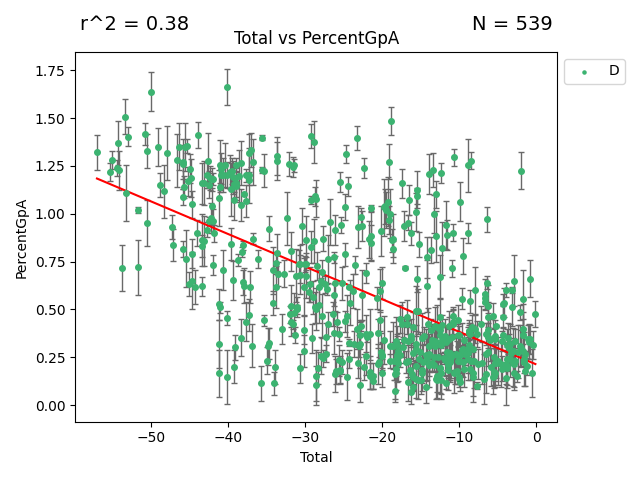 r^2 = 0.38
N = 539
Total vs PercentGpA
D
1.75
1.50
1.25
1.00
0.75
0.50
0.25
0.00
PercentGpA
−50
−40
−30
−20
−10
0
Total